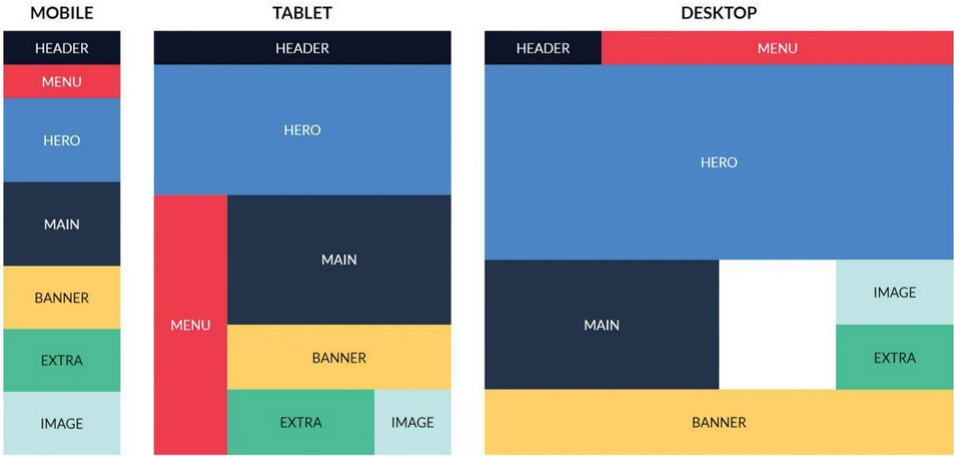 MOBILE
HEADER
MENU
HERO
MAIN
BANNER
EXTRA
IMAGE
TABLET
HEADER
HERO
MENU
MAIN
BANNER
EXTRA
IMAGE
DESKTOP
HEADER
MENU
HERO
MAIN
IMAGE
EXTRA
BANNER